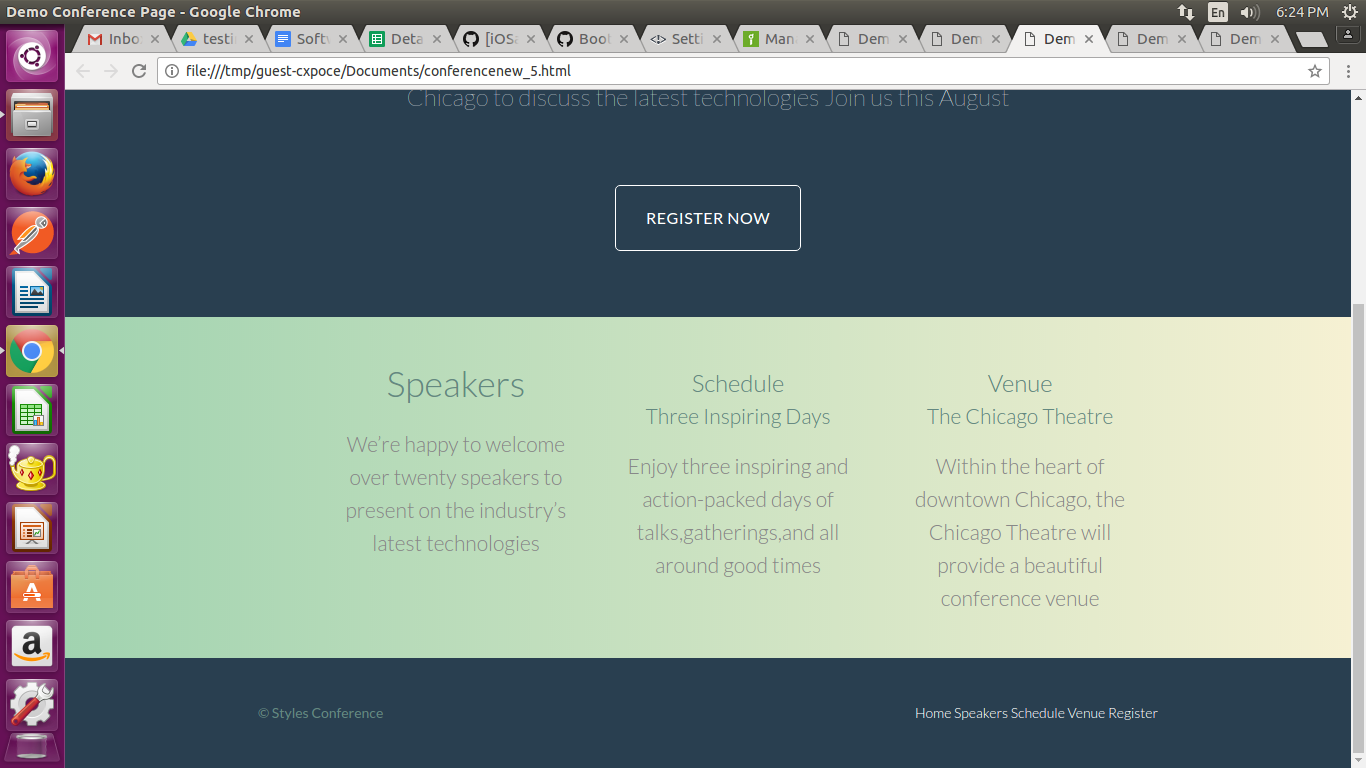 Demo Conference Page - Google Chrome
En
6:24 PM
Inbo
testi
Soft
Deta
[iOS
Boot
Setti
Man
Dem
Dem
Dem
Dem
Dem
file:///tmp/guest-cxpoce/Documents/conferencenew_5.html
Chicago to discuss the latest technologies Join us this August
REGISTER NOW
Speakers
We’re happy to welcome
over twenty speakers to
present on the industry’s
latest technologies
Schedule
Three Inspiring Days
Enjoy three inspiring and
action-packed days of
talks,gatherings,and all
around good times
Venue
The Chicago Theatre
Within the heart of
downtown Chicago, the
Chicago Theatre will
provide a beautiful
conference venue
© Styles Conference
Home Speakers Schedule Venue Register